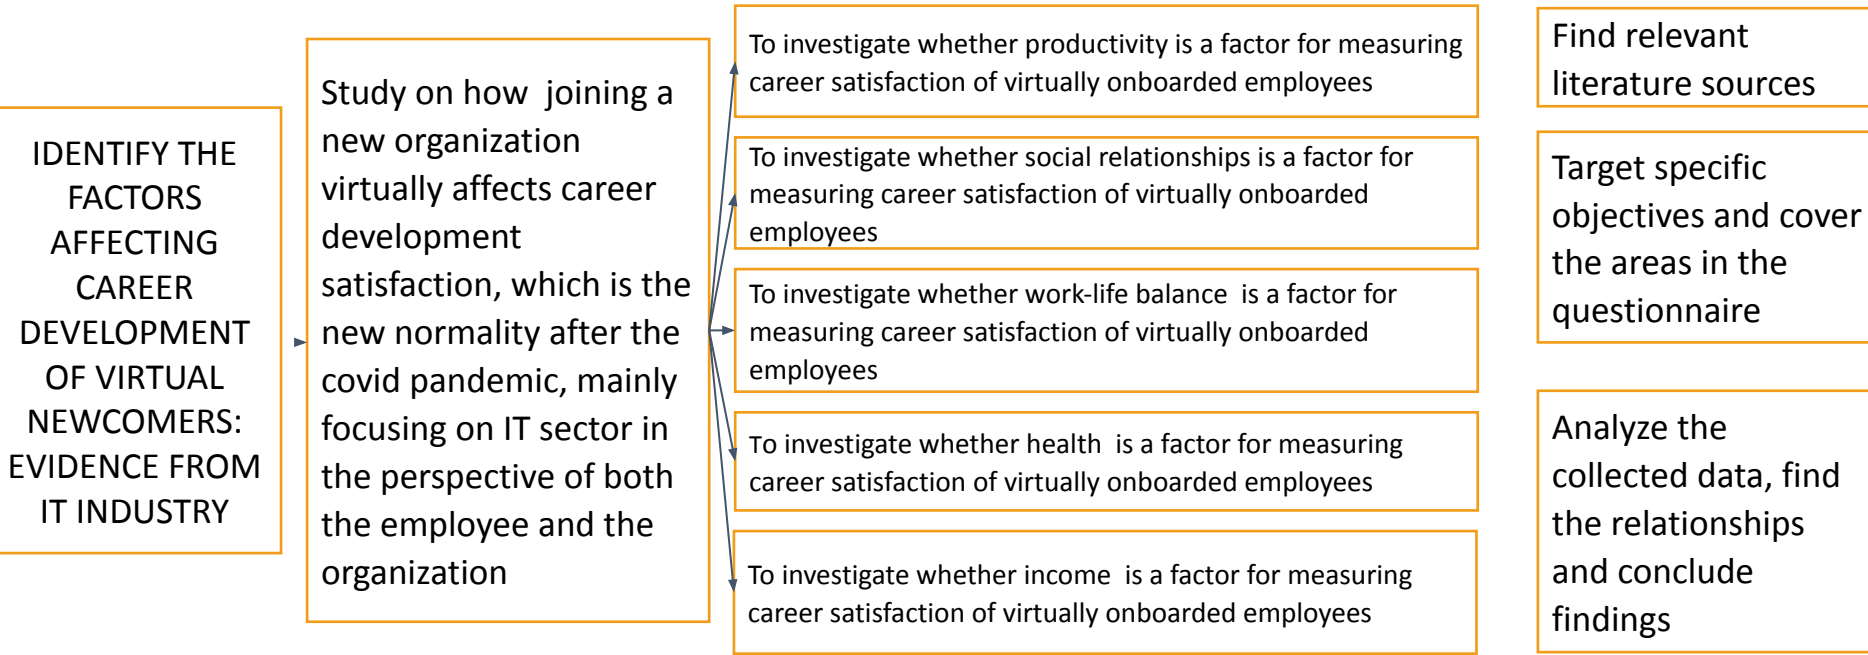 IDENTIFY THE
FACTORS
AFFECTING
CAREER
DEVELOPMENT
OF VIRTUAL
NEWCOMERS:
EVIDENCE FROM
IT INDUSTRY
Study on how  joining a
new organization
virtually affects career
development
satisfaction, which is the
new normality after the
covid pandemic, mainly
focusing on IT sector in
the perspective of both
the employee and the
organization
To investigate whether productivity is a factor for measuring
career satisfaction of virtually onboarded employees
To investigate whether social relationships is a factor for
measuring career satisfaction of virtually onboarded
employees
To investigate whether work-life balance  is a factor for
measuring career satisfaction of virtually onboarded
employees
To investigate whether health  is a factor for measuring
career satisfaction of virtually onboarded employees
To investigate whether income  is a factor for measuring
career satisfaction of virtually onboarded employees
Find relevant
literature sources
Target specific
objectives and cover
the areas in the
questionnaire
Analyze the
collected data, find
the relationships
and conclude
findings